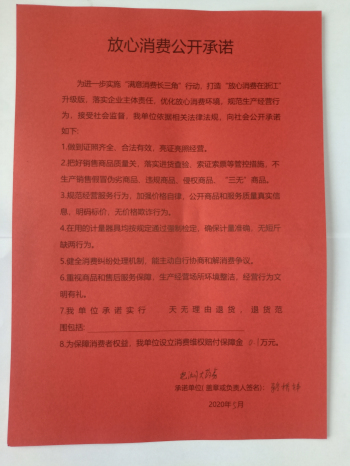 放心消费公开承诺
为进一步实施“满意消费长三角”行动，打造“放心消费在浙江”
升级版，落实企业主体责任，优化放心消费环境，规范生产经营行
为，接受社会监督，我单位依据相关法律法规，向社会公开承诺
如下：
1.做到证照齐全、合法有效，亮证亮照经营。
2.把好销售商品质量关，落实进货查验、索证索票等管控措施，不
生产销售假冒伪劣商品、违规商品、侵权商品、“三无”商品。
3.规范经营服务行为，加强价格自律，公开商品和服务质量真实信
息，明码标价，无价格欺诈行为。
4.在用的计量器具均按规定通过强制检定，确保计量准确，无短斤
缺两行为。
5.健全消费纠纷处理机制，能主动自行协商和解消费争议。
6.重视商品和售后服务保障，生产经营场所环境整洁，经营行为文
明有礼。
7.我单位承诺实行 天无理由退货，退货范
围包括:
8.为保障消费者权益，我单位设立消费维权赔付保障金 万元。
承诺单位(盖章或负责人签名)：
2020年5月